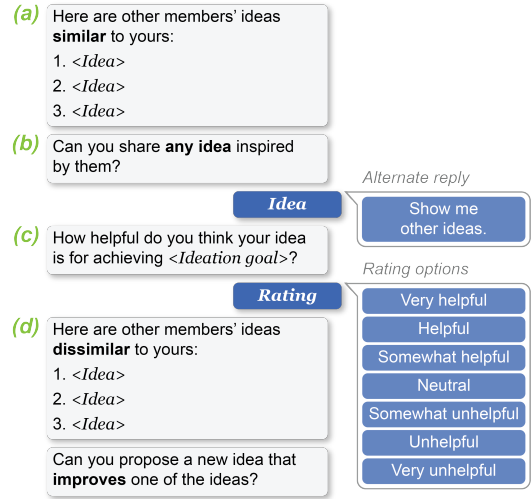 (a)
Here are other members' ideas
similar to yours:
1. <Idea>
2. <Idea>
3. <Idea>
(b)
Can you share any idea inspired
by them?
Alternate reply
Idea
Show me
other ideas.
(c)
How helpful do you think your idea
is for achieving <Ideation goal>?
Rating options
Rating
Very helpful
Helpful
Somewhat helpful
Neutral
Somewhat unhelpful
Unhelpful
Very unhelpful
(d)
Here are other members' ideas
dissimilar to yours:
1. <Idea>
2. <Idea>
3. <Idea>
Can you propose a new idea that
improves one of the ideas?